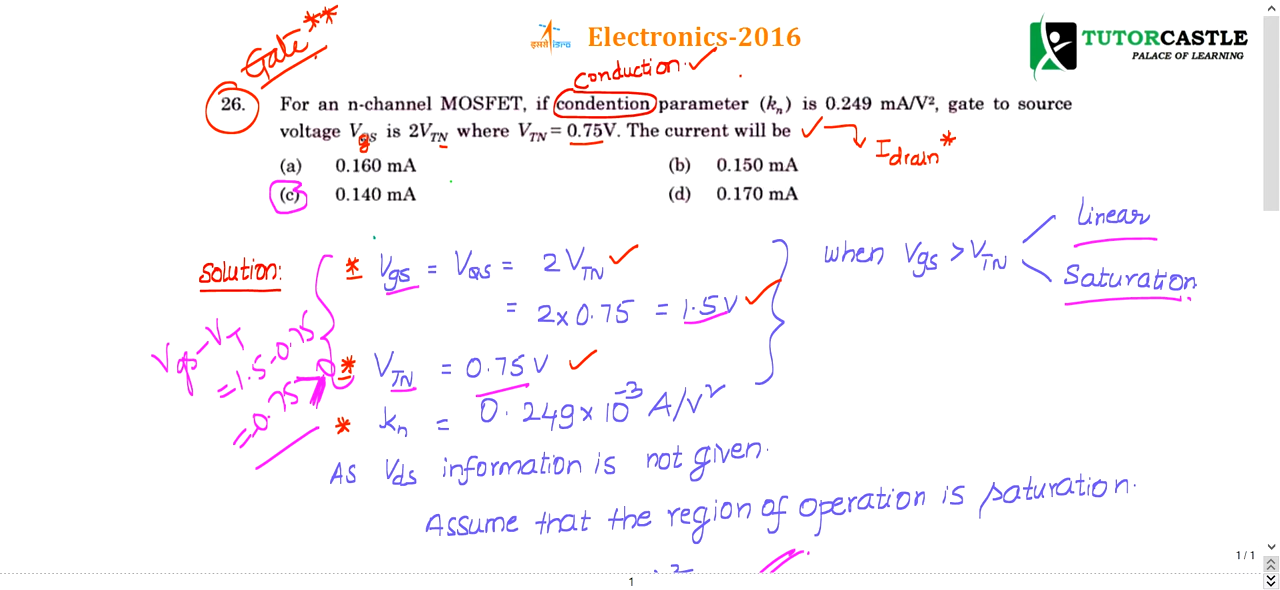 Gate**
इसरो isro
Electronics-2016
TUTORCASTLE
PALACE OF LEARNING
Conduction. ✓
26. For an n-channel MOSFET, if condention parameter (kn) is 0.249 mA/V², gate to source
voltage Vgs is 2VTN where VTN = 0.75V. The current will be ✓ → Idrain*
(a) 0.160 mA (b) 0.150 mA
(c) 0.140 mA (d) 0.170 mA
Solution:
* Vgs = VGS = 2VTN ✓
= 2×0.75 = 1.5V ✓
* VTN = 0.75V ✓
* kn = 0.249×10⁻³ A/V²
when Vgs > VTN
Linear
Saturation.
Vgs-VT
=1.5-0.75
=0.75>0
As Vds information is not given.
Assume that the region of operation is saturation.
1 / 1
1